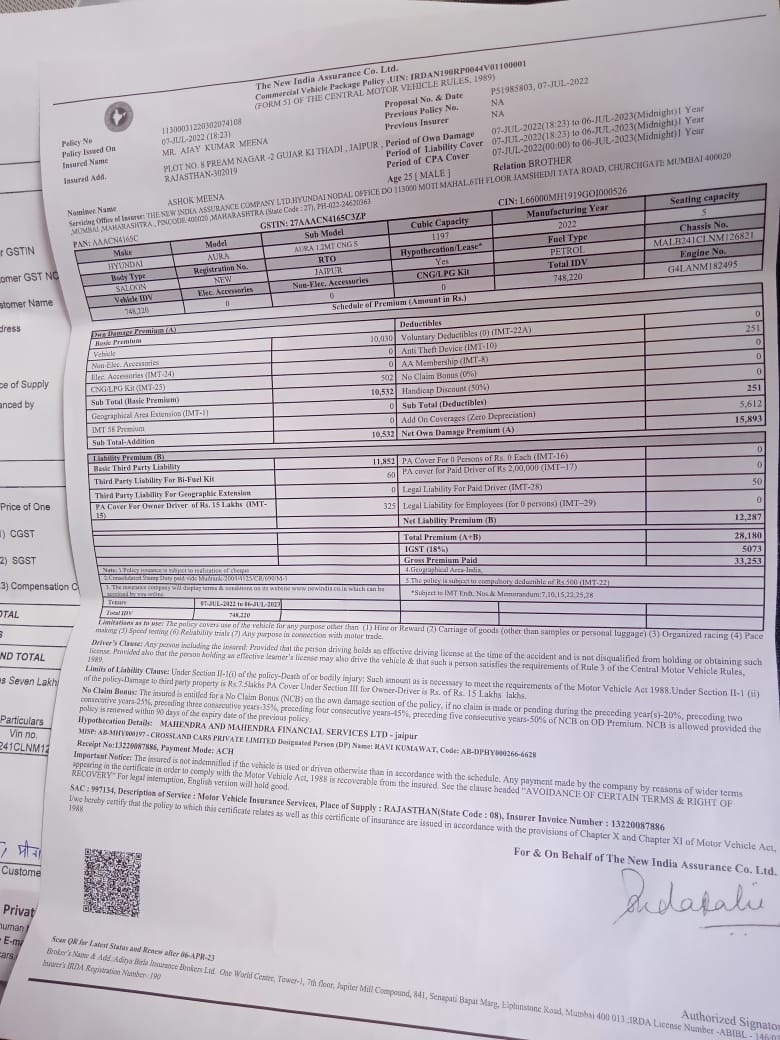 The New India Assurance Co. Ltd.
Commercial Vehicle Package Policy ,UIN: IRDAN190RP0044V01100001
(FORM 51 OF THE CENTRAL MOTOR VEHICLE RULES, 1989)
Policy No 11300031220302074108
Policy Issued On 07-JUL-2022 (18:23)
Insured Name MR. AJAY KUMAR MEENA
Insured Add. PLOT NO. 8 PREAM NAGAR -2 GUJAR KI THADI , JAIPUR ,
RAJASTHAN-302019
Proposal No. & Date P51985803, 07-JUL-2022
Previous Policy No. NA
Previous Insurer NA
Period of Own Damage 07-JUL-2022(18:23) to 06-JUL-2023(Midnight)1 Year
Period of Liability Cover 07-JUL-2022(18:23) to 06-JUL-2023(Midnight)1 Year
Period of CPA Cover 07-JUL-2022(00:00) to 06-JUL-2023(Midnight)1 Year
Nominee Name ASHOK MEENA Age 25 [ MALE ] Relation BROTHER
Servicing Office of Insurer: THE NEW INDIA ASSURANCE COMPANY LTD.HYUNDAI NODAL OFFICE DO 113000 MOTI MAHAL,6TH FLOOR JAMSHEDJI TATA ROAD, CHURCHGATE MUMBAI 400020
MUMBAI ,MAHARASHTRA , PINCODE:400020 ,MAHARASHTRA (State Code : 27), PH-022-24620363
PAN: AAACN4165C GSTIN: 27AAACN4165C3ZP CIN: L66000MH1919GOI000526
Make Model Sub Model Cubic Capacity Manufacturing Year Seating capacity
HYUNDAI AURA AURA 1.2MT CNG S 1197 2022 5
Body Type Registration No. RTO Hypothecation/Lease* Fuel Type Chassis No.
SALOON NEW JAIPUR Yes PETROL MALB241CLNM126821
Vehicle IDV Elec. Accessories Non-Elec. Accessories CNG/LPG Kit Total IDV Engine No.
748,220 0 0 0 748,220 G4LANM182495
Schedule of Premium (Amount in Rs.)
Own Damage Premium (A) Deductibles
Basic Premium
Vehicle 10,030 Voluntary Deductibles (0) (IMT-22A) 0
Non-Elec. Accessories 0 Anti Theft Device (IMT-10) 251
Elec. Accessories (IMT-24) 0 AA Membership (IMT-8) 0
CNG/LPG Kit (IMT-25) 502 No Claim Bonus (0%) 0
Sub Total (Basic Premium) 10,532 Handicap Discount (50%) 0
Geographical Area Extension (IMT-1) 0 Sub Total (Deductibles) 251
IMT 58 Premium 0 Add On Coverages (Zero Depreciation) 5,612
Sub Total-Addition 10,532 Net Own Damage Premium (A) 15,893
Liability Premium (B)
Basic Third Party Liability 11,852 PA Cover For 0 Persons of Rs. 0 Each (IMT-16) 0
Third Party Liability For Bi-Fuel Kit 60 PA cover for Paid Driver of Rs 2,00,000 (IMT-17) 0
Third Party Liability For Geographic Extension 0 Legal Liability For Paid Driver (IMT-28) 50
PA Cover For Owner Driver of Rs. 15 Lakhs (IMT-15) 325 Legal Liability for Employees (for 0 persons) (IMT-29) 0
Net Liability Premium (B) 12,287
Total Premium (A+B) 28,180
IGST (18%) 5073
Gross Premium Paid 33,253
Note: 1.Policy issuance is subject to realization of cheque 4.Geographical Area-India,
2.Consolidated Stamp Duty paid vide 5.The policy is subject to compulsory deductible of Rs.500 (IMT-22)
3. The insurance company will display terms & conditions on its website www.newindia.co.in which can be *Subject to IMT Endt. Nos & Memorandum:7,10,15,22,25,28
Tenure 07-JUL-2022 to 06-JUL-2023
Total IDV 748,220
Limitations as to use: The policy covers use of the vehicle for any purpose other than (1) Hire or Reward (2) Carriage of goods (other than samples or personal luggage) (3) Organized racing (4) Pace
making (5) Speed testing (6) Reliability trials (7) Any purpose in connection with motor trade.
Driver's Clause: Any person including the insured: Provided that the person driving holds an effective driving license at the time of the accident and is not disqualified from holding or obtaining such
license. Provided also that the person holding an effective learner's license may also drive the vehicle & that such a person satisfies the requirements of Rule 3 of the Central Motor Vehicle Rules,
1989.
Limits of Liability Clause: Under Section II-1(i) of the policy-Death of or bodily injury: Such amount as is necessary to meet the requirements of the Motor Vehicle Act 1988.Under Section II-1 (ii)
of the policy-Damage to third party property is Rs.7.5lakhs PA Cover Under Section III for Owner-Driver is Rs. of Rs. 15 Lakhs lakhs.
No Claim Bonus: The insured is entitled for a No Claim Bonus (NCB) on the own damage section of the policy, if no claim is made or pending during the preceding year(s)-20%, preceding two
consecutive years-25%, preceding three consecutive years-35%, preceding four consecutive years-45%, preceding five consecutive years-50% of NCB on OD Premium. NCB is allowed provided the
policy is renewed within 90 days of the expiry date of the previous policy.
Hypothecation Details: MAHENDRA AND MAHENDRA FINANCIAL SERVICES LTD - jaipur
MISP: AB-MHY000197 - CROSSLAND CARS PRIVATE LIMITED Designated Person (DP) Name: RAVI KUMAWAT, Code: AB-DPHY000266-6628
Receipt No:13220087886, Payment Mode: ACH
Important Notice: The insured is not indemnified if the vehicle is used or driven otherwise than in accordance with the schedule. Any payment made by the company by reasons of wider terms
appearing in the certificate in order to comply with the Motor Vehicle Act, 1988 is recoverable from the insured. See the clause headed "AVOIDANCE OF CERTAIN TERMS & RIGHT OF
RECOVERY" For legal interruption, English version will hold good.
SAC : 997134, Description of Service : Motor Vehicle Insurance Services, Place of Supply : RAJASTHAN(State Code : 08), Insurer Invoice Number : 13220087886
I/we hereby certify that the policy to which this certificate relates as well as this certificate of insurance are issued in accordance with the provisions of Chapter X and Chapter XI of Motor Vehicle Act,
1988
For & On Behalf of The New India Assurance Co. Ltd.
Authorized Signator
Scan QR for Latest Status and Renew after 06-APR-23
Broker's Name & Add:Aditya Birla Insurance Brokers Ltd. One World Centre, Tower-1, 7th floor, Jupiter Mill Compound, 841, Senapati Bapat Marg, Elphinstone Road, Mumbai 400 013 .:IRDA License Number -ABIBL -
Insurer's IRDA Registration Number-:190
r GSTIN
omer GST NO
stomer Name
dress
ce of Supply
anced by
Price of One
) CGST
2) SGST
3) Compensation C
OTAL
ND TOTAL
s Seven Lakh
Particulars
Vin no.
241CLNM12
Custome
Privat